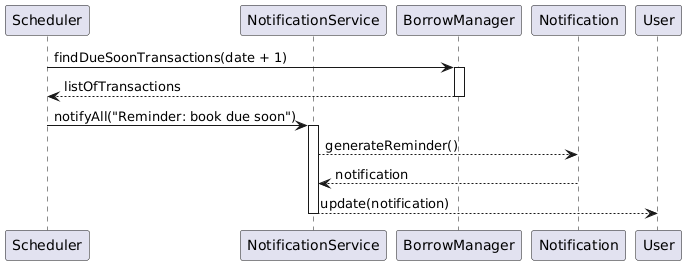 Scheduler NotificationService BorrowManager Notification User
findDueSoonTransactions(date + 1)
listOfTransactions
notifyAll("Reminder: book due soon")
generateReminder()
notification
update(notification)
Scheduler NotificationService BorrowManager Notification User